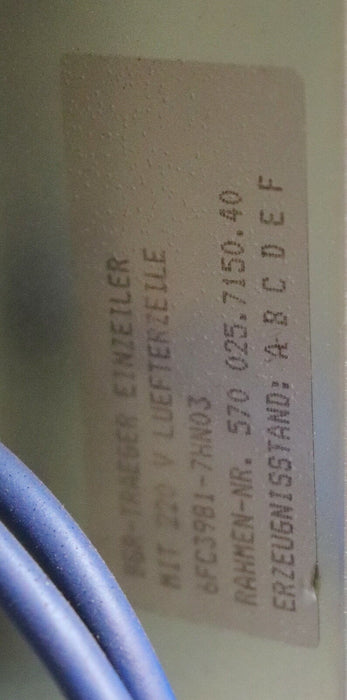 BGR-TRAEGER EINZEILER
MIT 220 V LUEFTERZEILE
6FC3981-7HN03
RAHMEN-NR. 570 025.7150.40
ERZEUGNISSTAND: A B C D E F